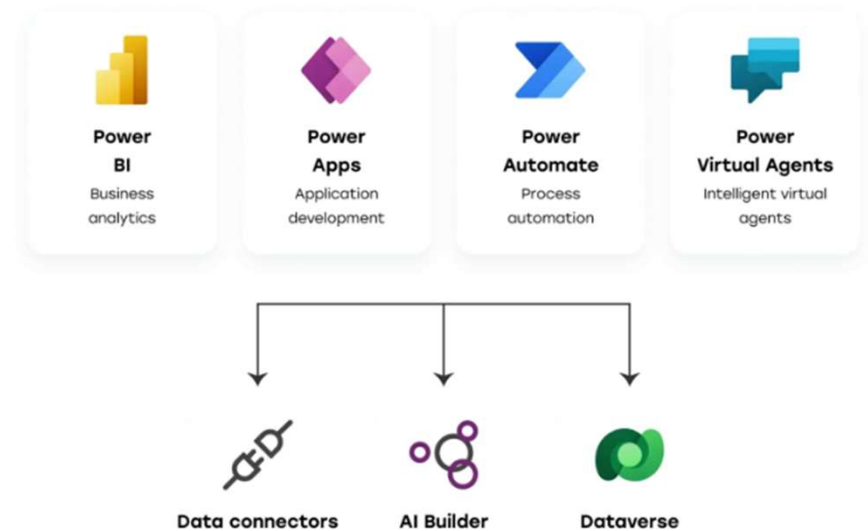 Power
BI
Business
analytics
Power
Apps
Application
development
Power
Automate
Process
automation
Power
Virtual Agents
Intelligent virtual
agents
Data connectors
AI Builder
Dataverse